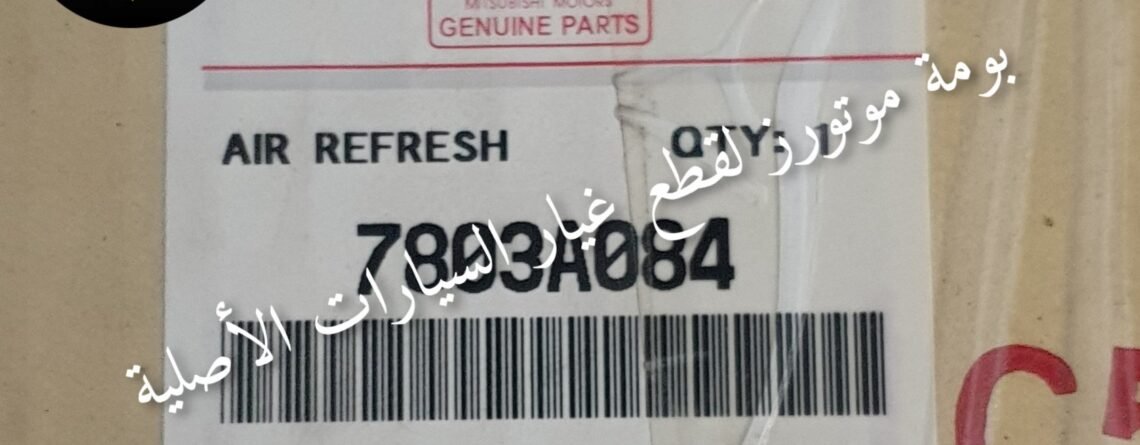 MITSUBISHI MOTORS
GENUINE PARTS
AIR REFRESH QTY: 1
7803A084
بومة موتورز لقطع غيار السيارات الأصلية